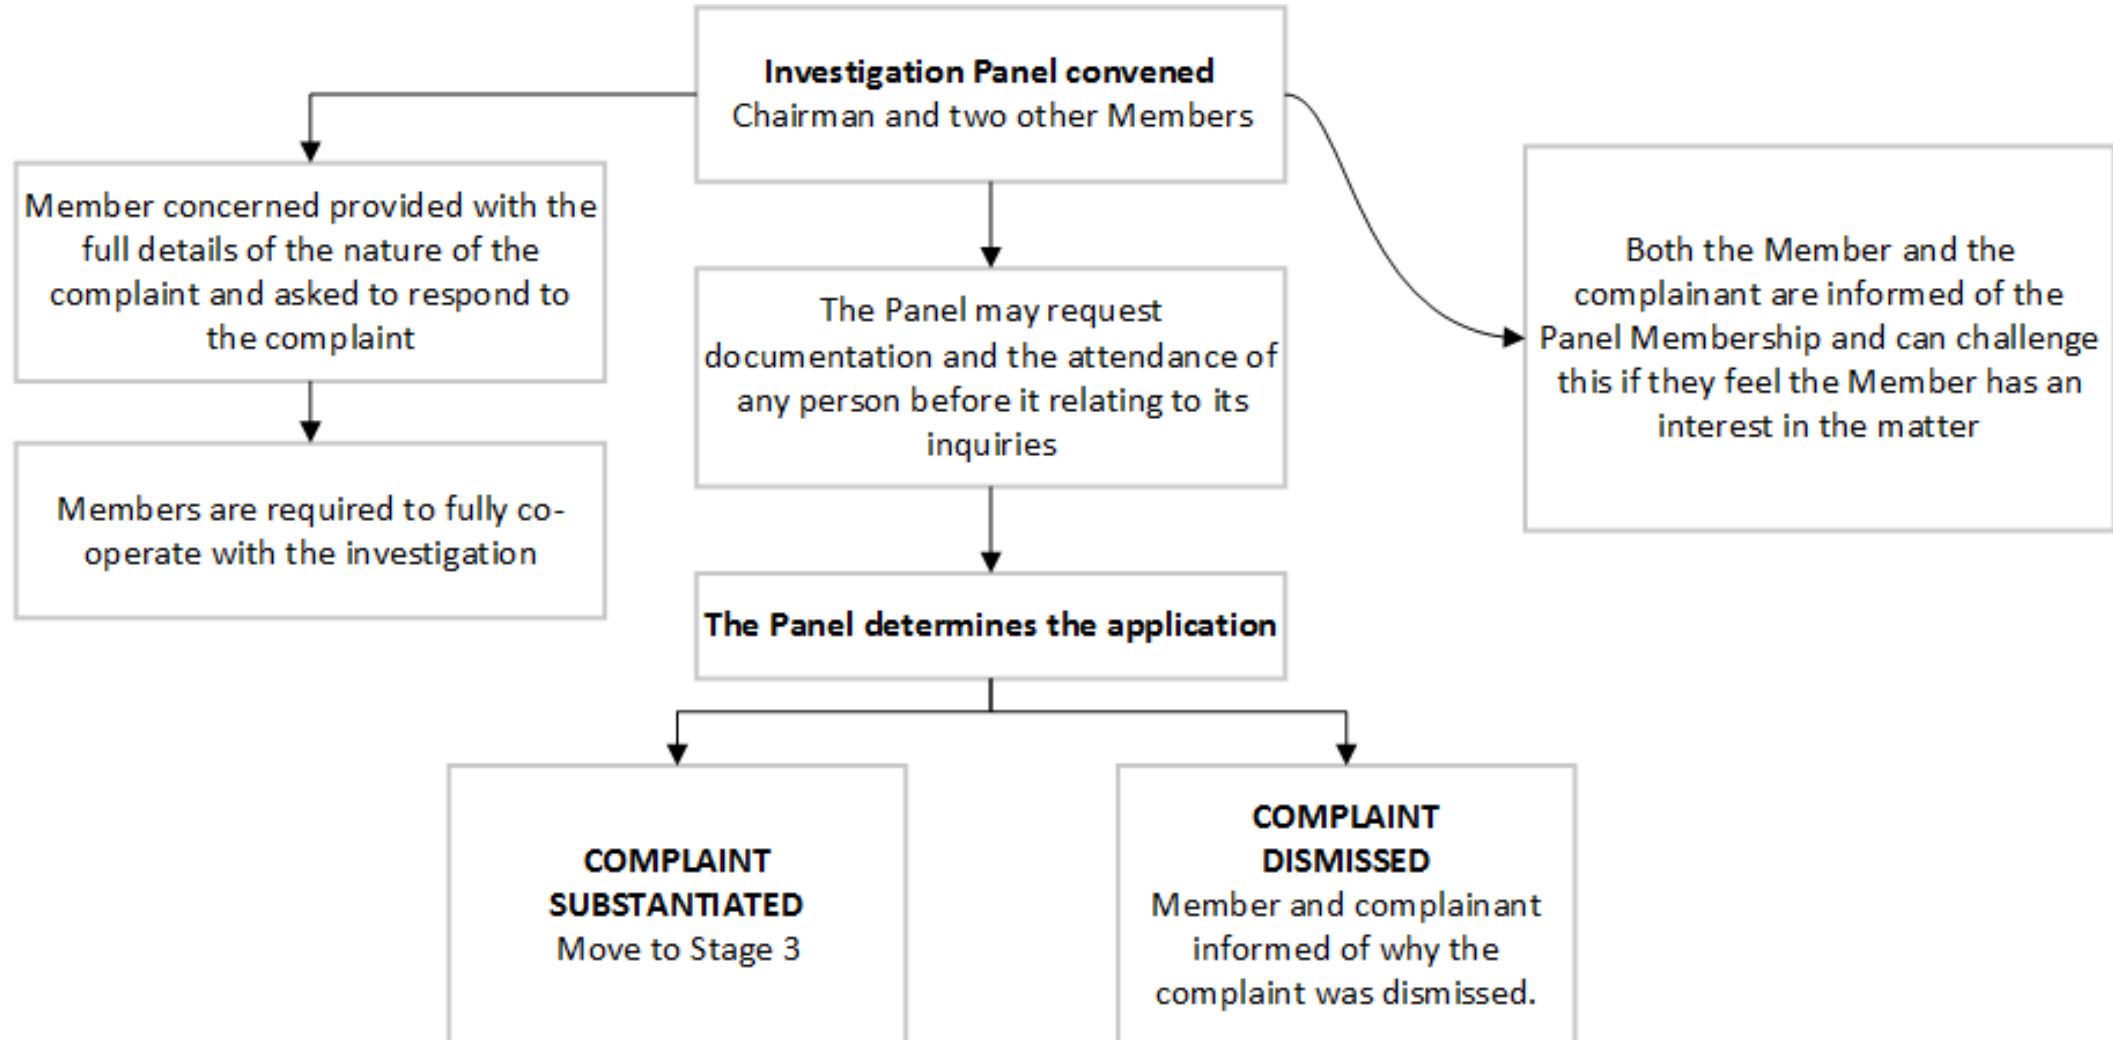 Investigation Panel convened
Chairman and two other Members
Member concerned provided with the
full details of the nature of the
complaint and asked to respond to
the complaint
Both the Member and the
complainant are informed of the
Panel Membership and can challenge
this if they feel the Member has an
interest in the matter
The Panel may request
documentation and the attendance of
any person before it relating to its
inquiries
Members are required to fully co-
operate with the investigation
The Panel determines the application
COMPLAINT
SUBSTANTIATED
Move to Stage 3
COMPLAINT
DISMISSED
Member and complainant
informed of why the
complaint was dismissed.